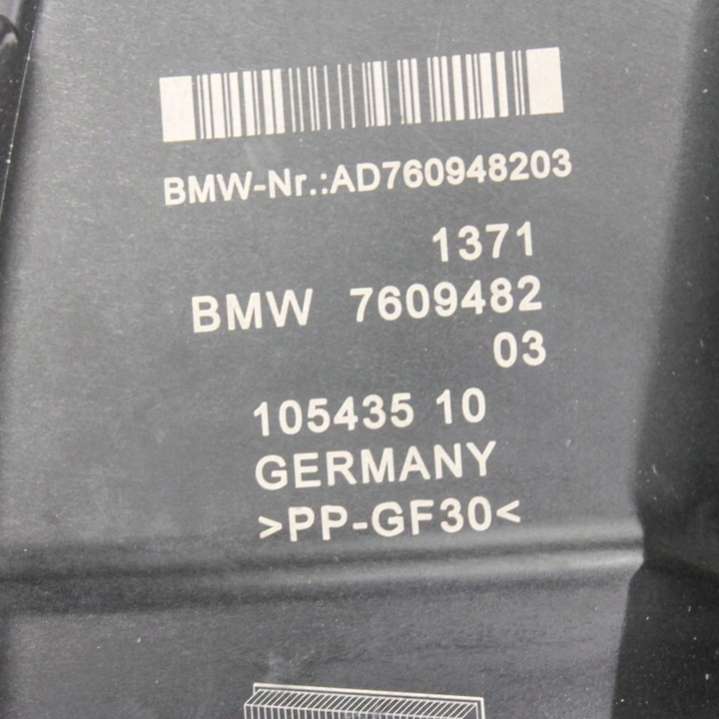 BMW-Nr.:AD760948203
1371
BMW 7609482
03
105435 10
GERMANY
>PP-GF30<